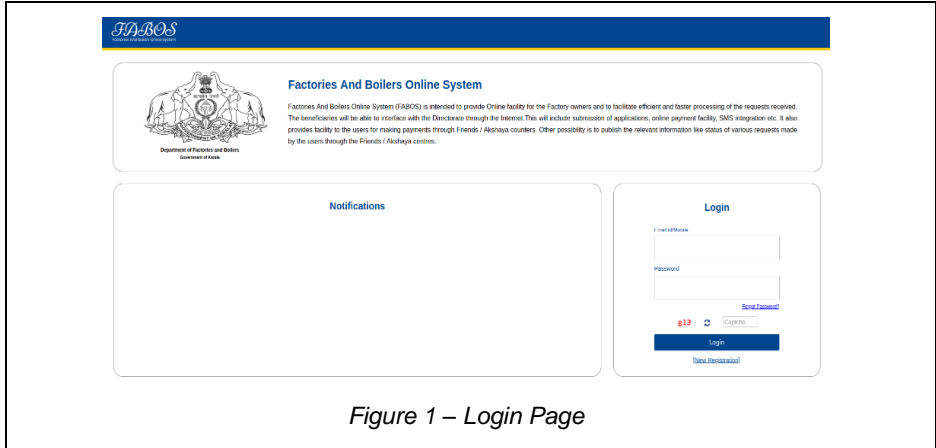 FABOS
Factories And Boilers Online System
Factories And Boilers Online System
Factories And Boilers Online System (FABOS) is intended to provide Online facility for the Factory owners and to facilitate efficient and faster processing of the requests received.
The beneficiaries will be able to interface with the Directorate through the Internet.This will include submission of applications, online payment facility, SMS integration etc. It also
provides facility to the users for making payments through Friends / Akshaya counters. Other possibility is to publish the relevant information like status of various requests made
by the users through the Friends / Akshaya centres.
Department of Factories and Boilers
Government of Kerala
Notifications
Login
Email Id/Mobile
Password
Forgot Password?
813
Captcha
Login
[New Registration]
Figure 1 – Login Page